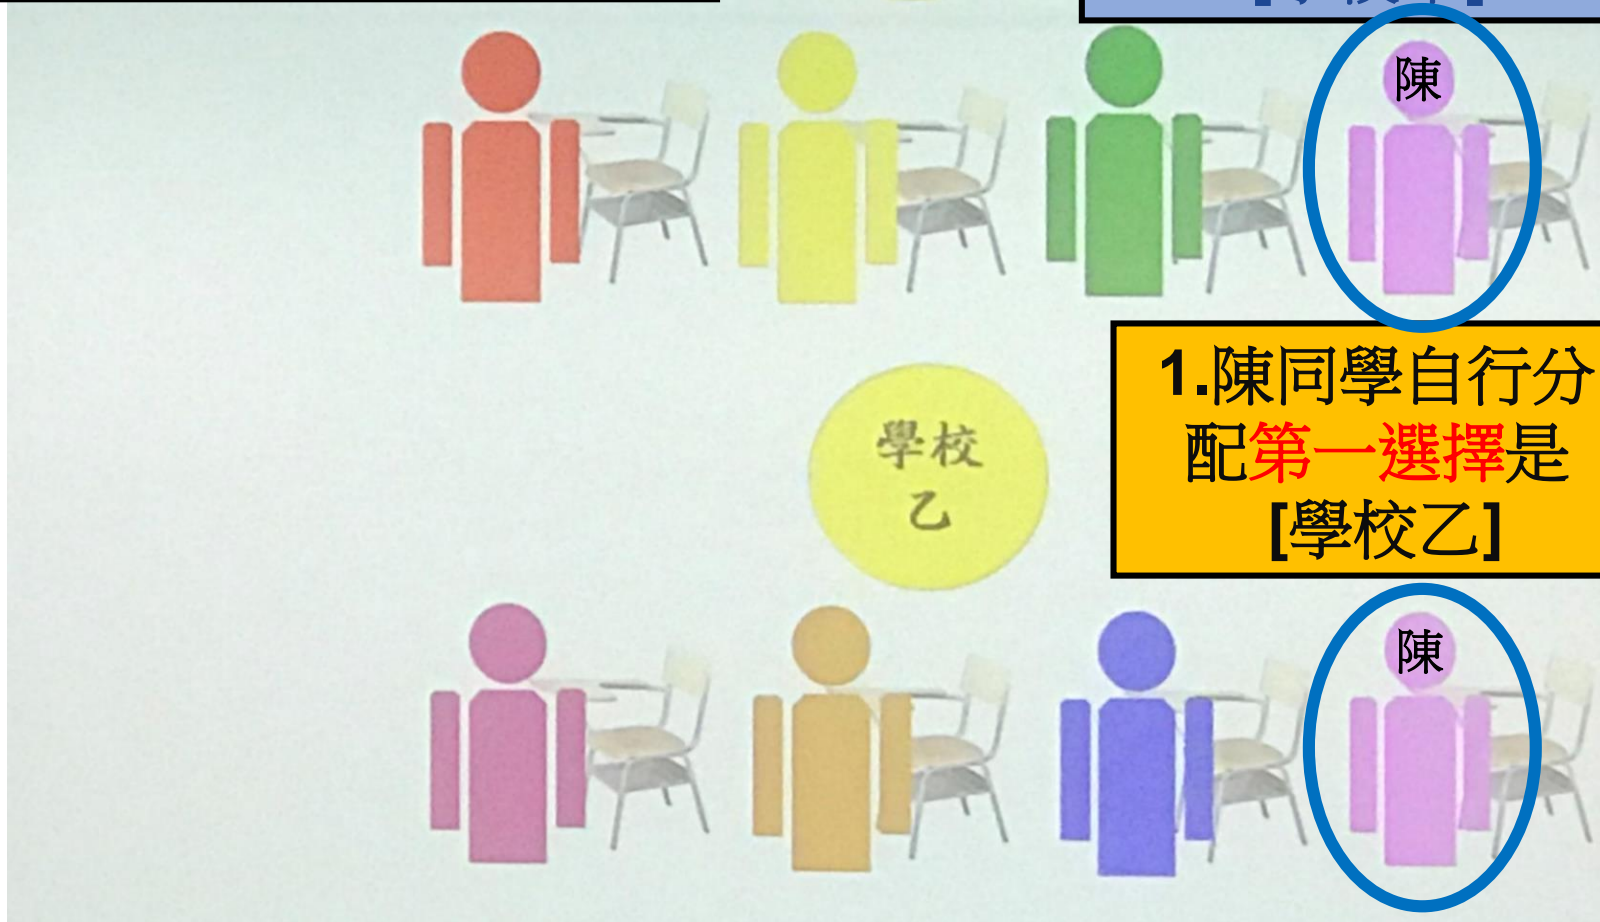 陳
學校
乙
1.陳同學自行分
配第一選擇是
[學校乙]
陳